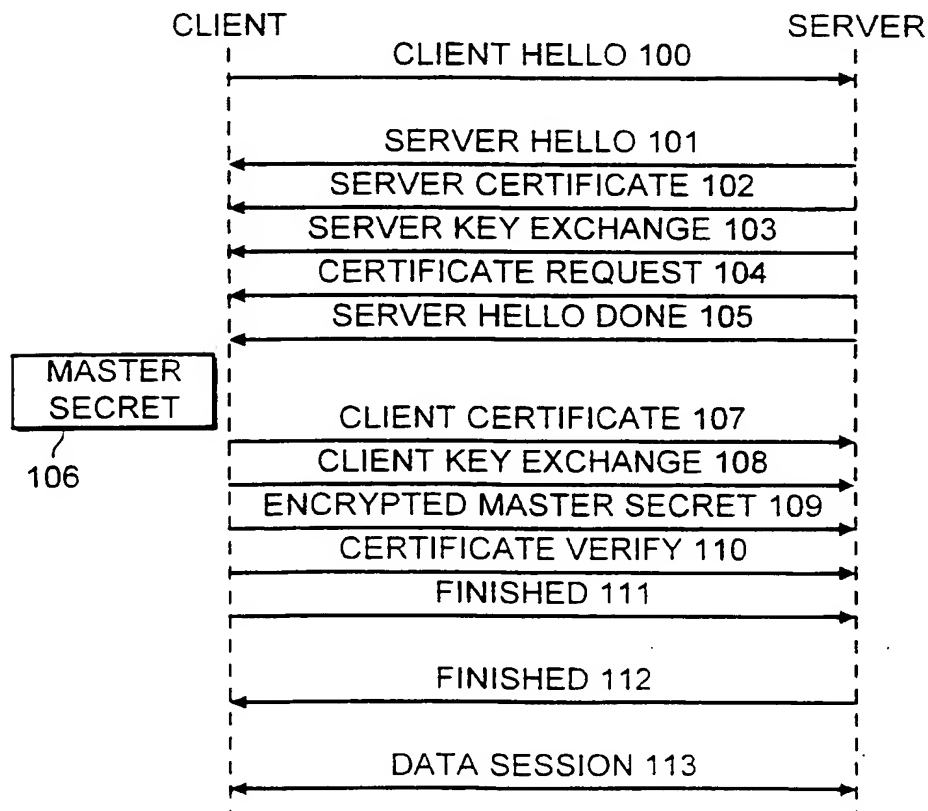 CLIENT
SERVER
CLIENT HELLO 100
SERVER HELLO 101
SERVER CERTIFICATE 102
SERVER KEY EXCHANGE 103
CERTIFICATE REQUEST 104
SERVER HELLO DONE 105
MASTER
SECRET
106
CLIENT CERTIFICATE 107
CLIENT KEY EXCHANGE 108
ENCRYPTED MASTER SECRET 109
CERTIFICATE VERIFY 110
FINISHED 111
FINISHED 112
DATA SESSION 113